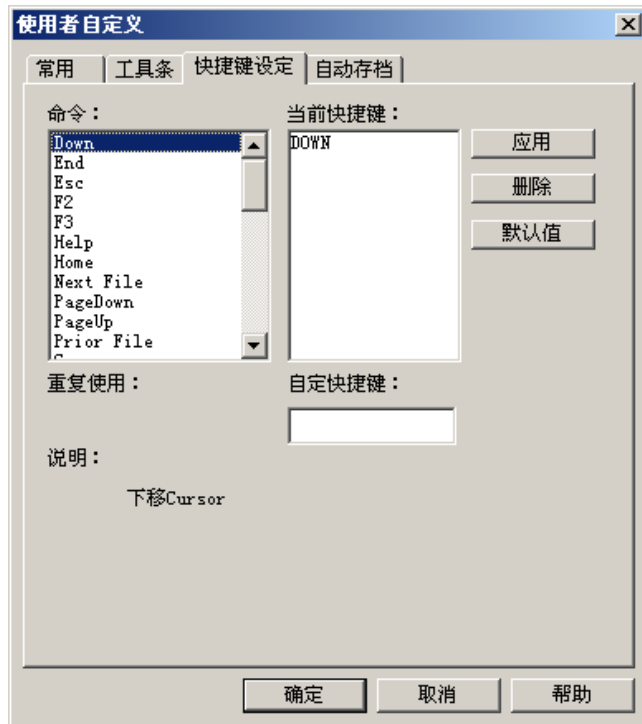 使用者自定义
常用 工具条 快捷键设定 自动存档
命令： 当前快捷键：
Down DOWN 应用
End
Esc 删除
F2
F3 默认值
Help
Home
Next File
PageDown
PageUp
Prior File
重复使用： 自定快捷键：
说明：
下移Cursor
确定 取消 帮助